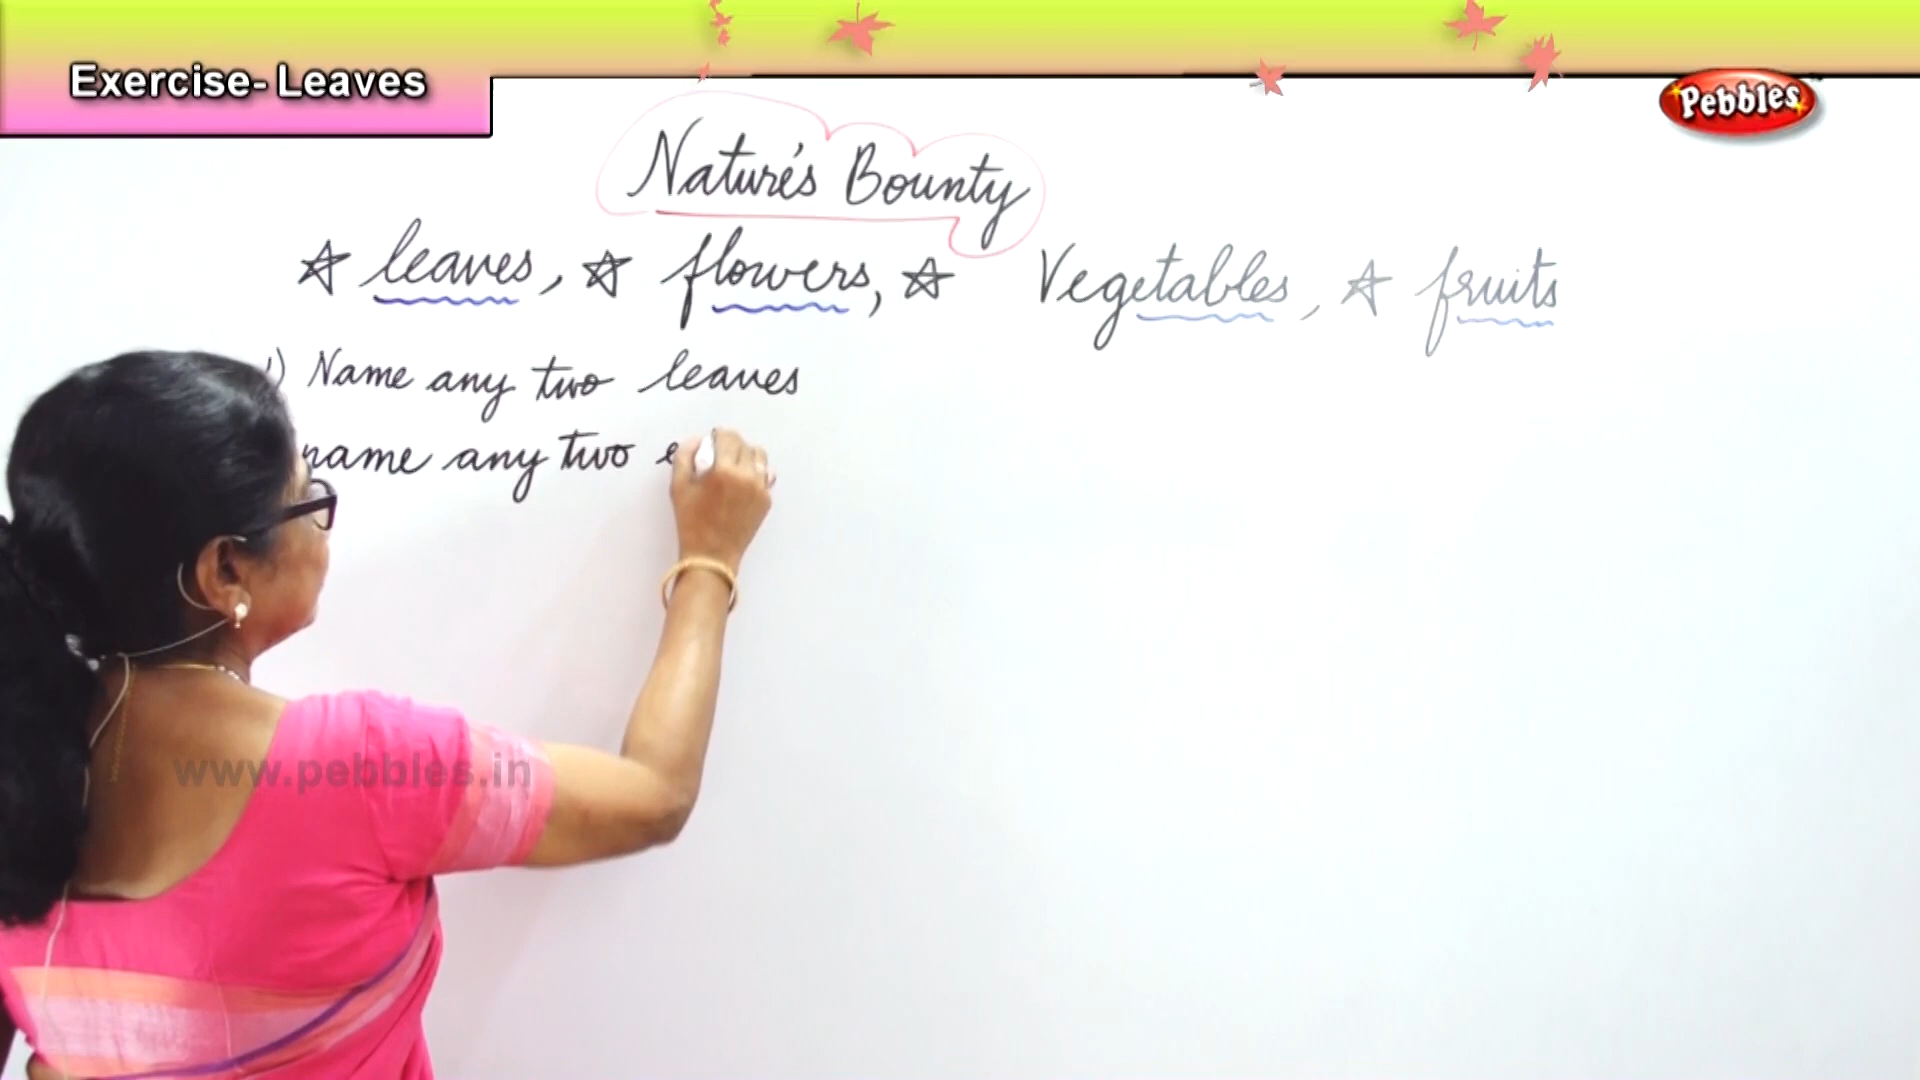 Exercise- Leaves
Pebbles
Nature's Bounty
☆ leaves, ☆ flowers, ☆ Vegetables, ☆ fruits
1) Name any two leaves
name any two
www.pebbles.in